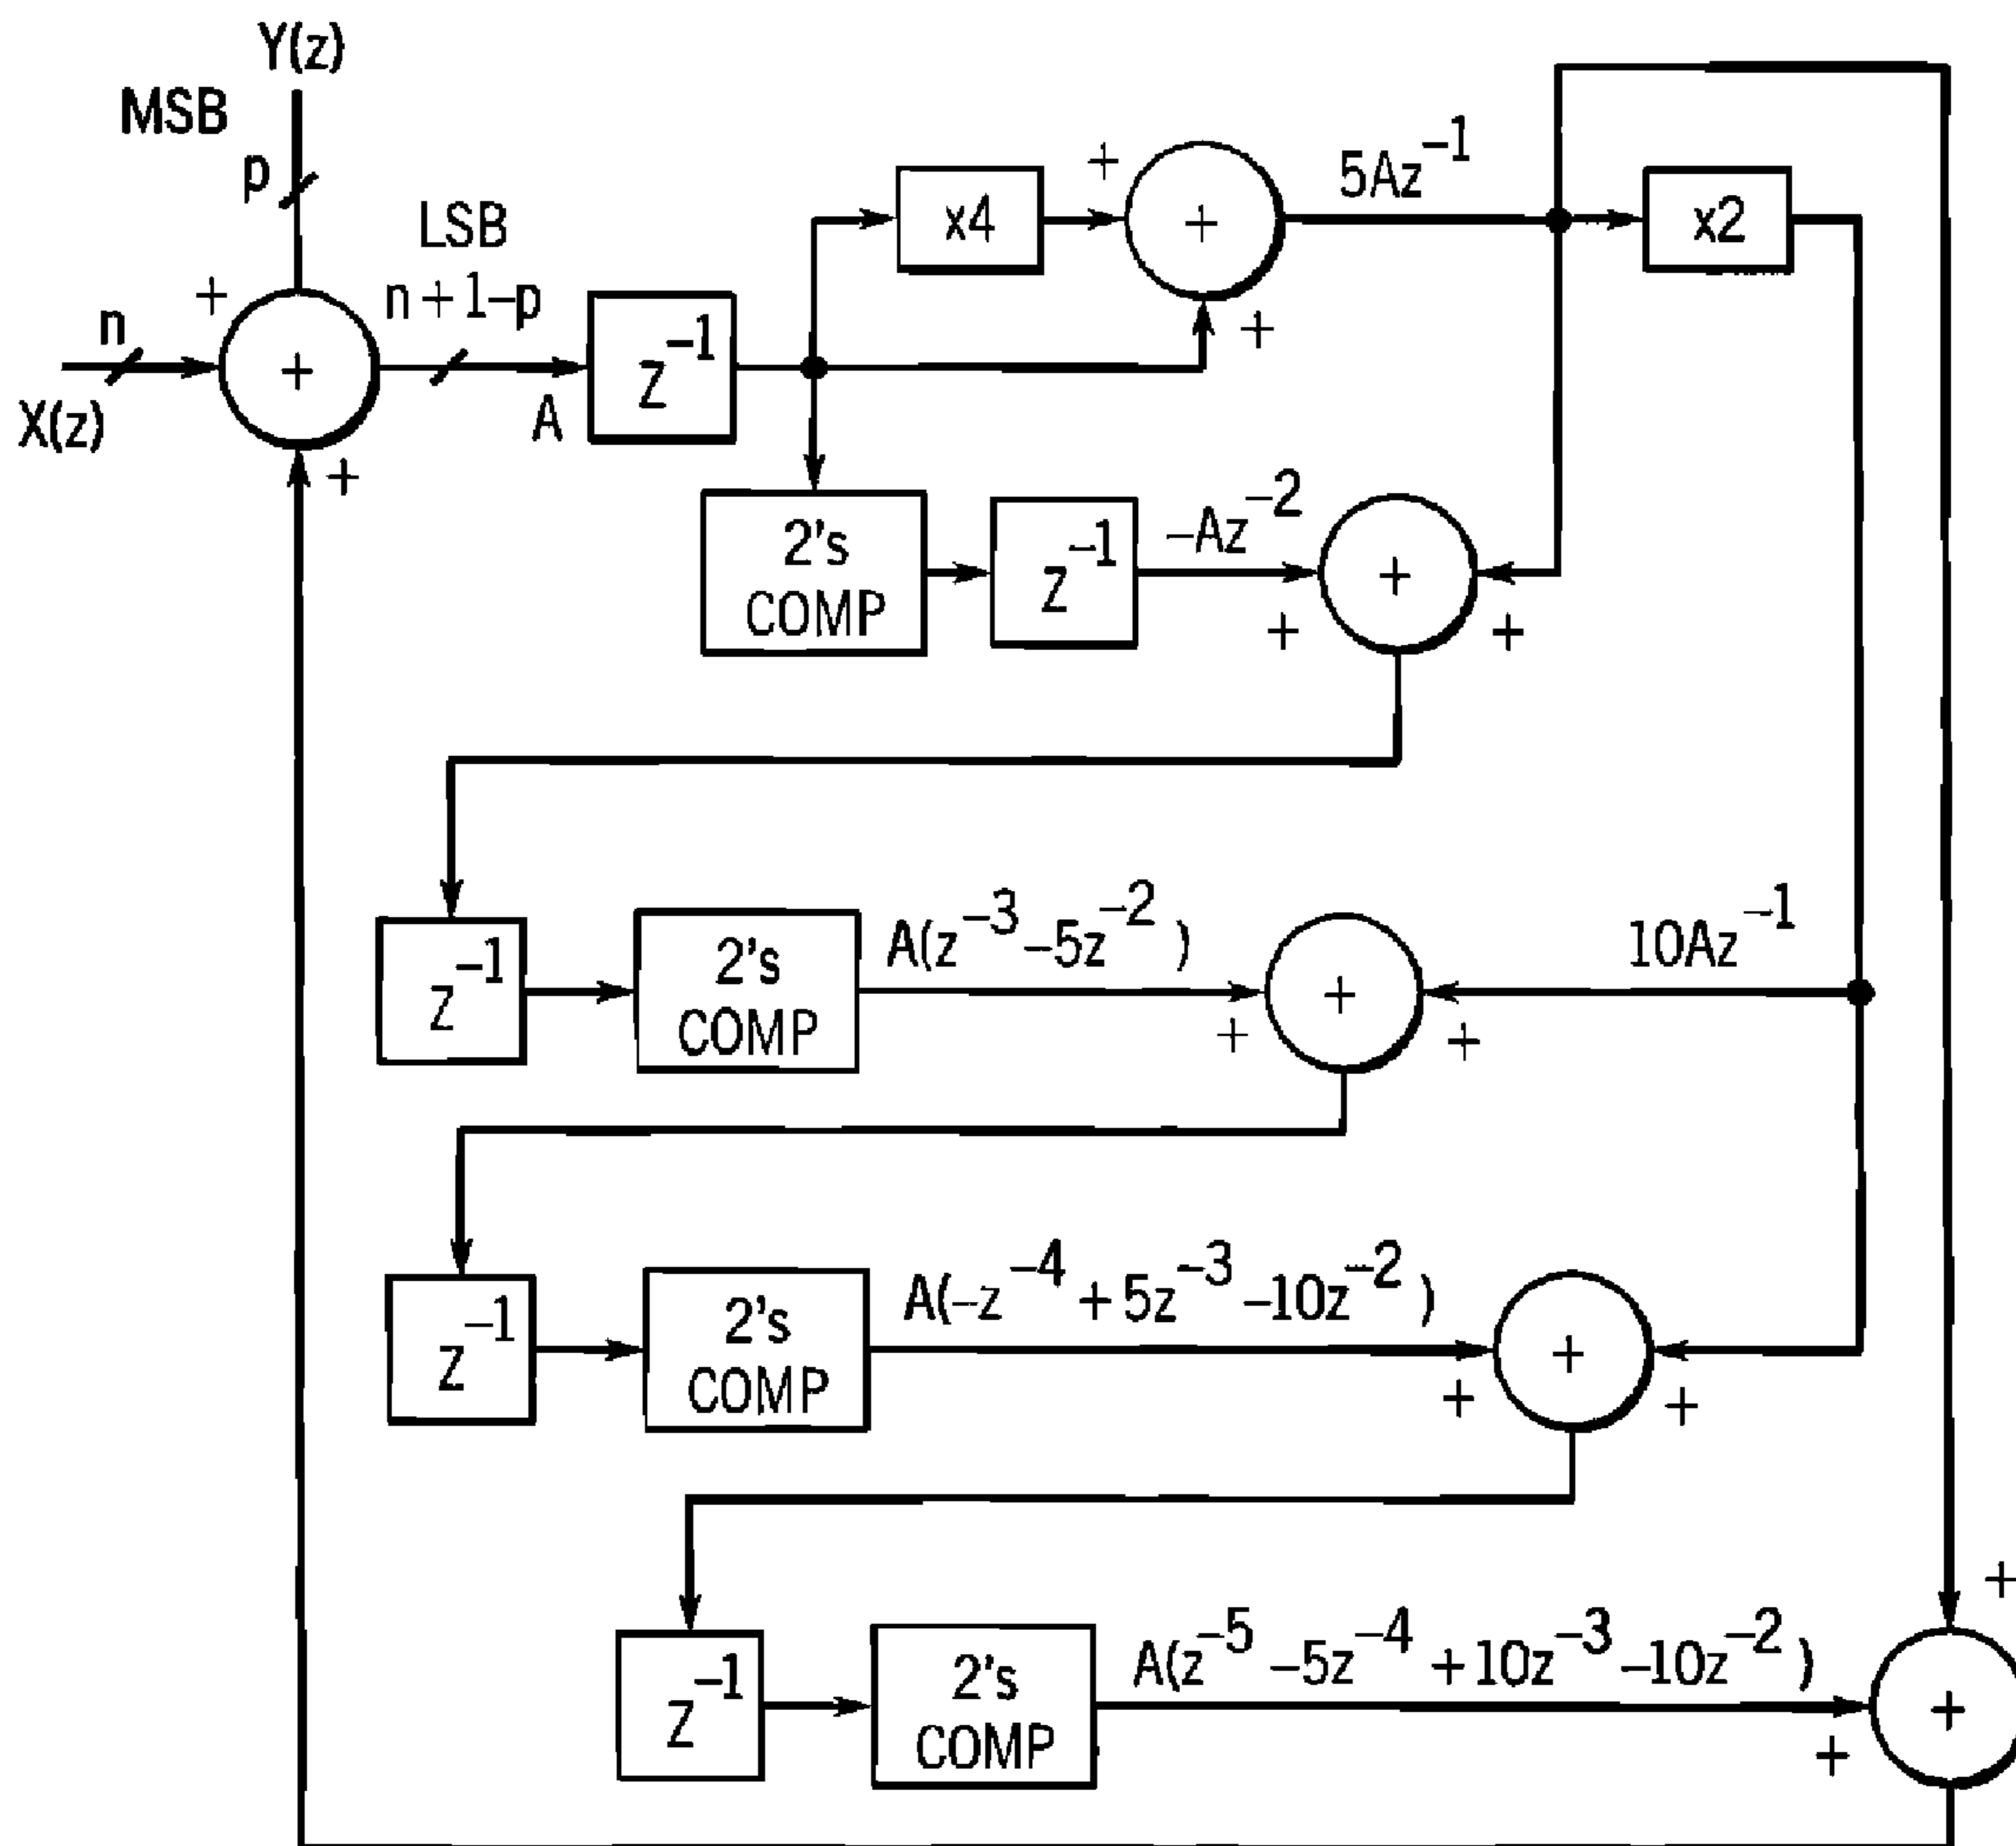 Y(z)
MSB
p
LSB
n + 1–p
n
+
+
X(z)
+
A
z⁻¹
x4
+
+
+
5Az⁻¹
x2
2's
COMP
z⁻¹
–Az⁻²
+
+
+
z⁻¹
2's
COMP
A(z⁻³ –5z⁻² )
+
+
+
10Az⁻¹
z⁻¹
2's
COMP
A(–z⁻⁴ + 5z⁻³ –10z⁻² )
+
+
+
z⁻¹
2's
COMP
A(z⁻⁵ –5z⁻⁴ +10z⁻³ –10z⁻² )
+
+
+